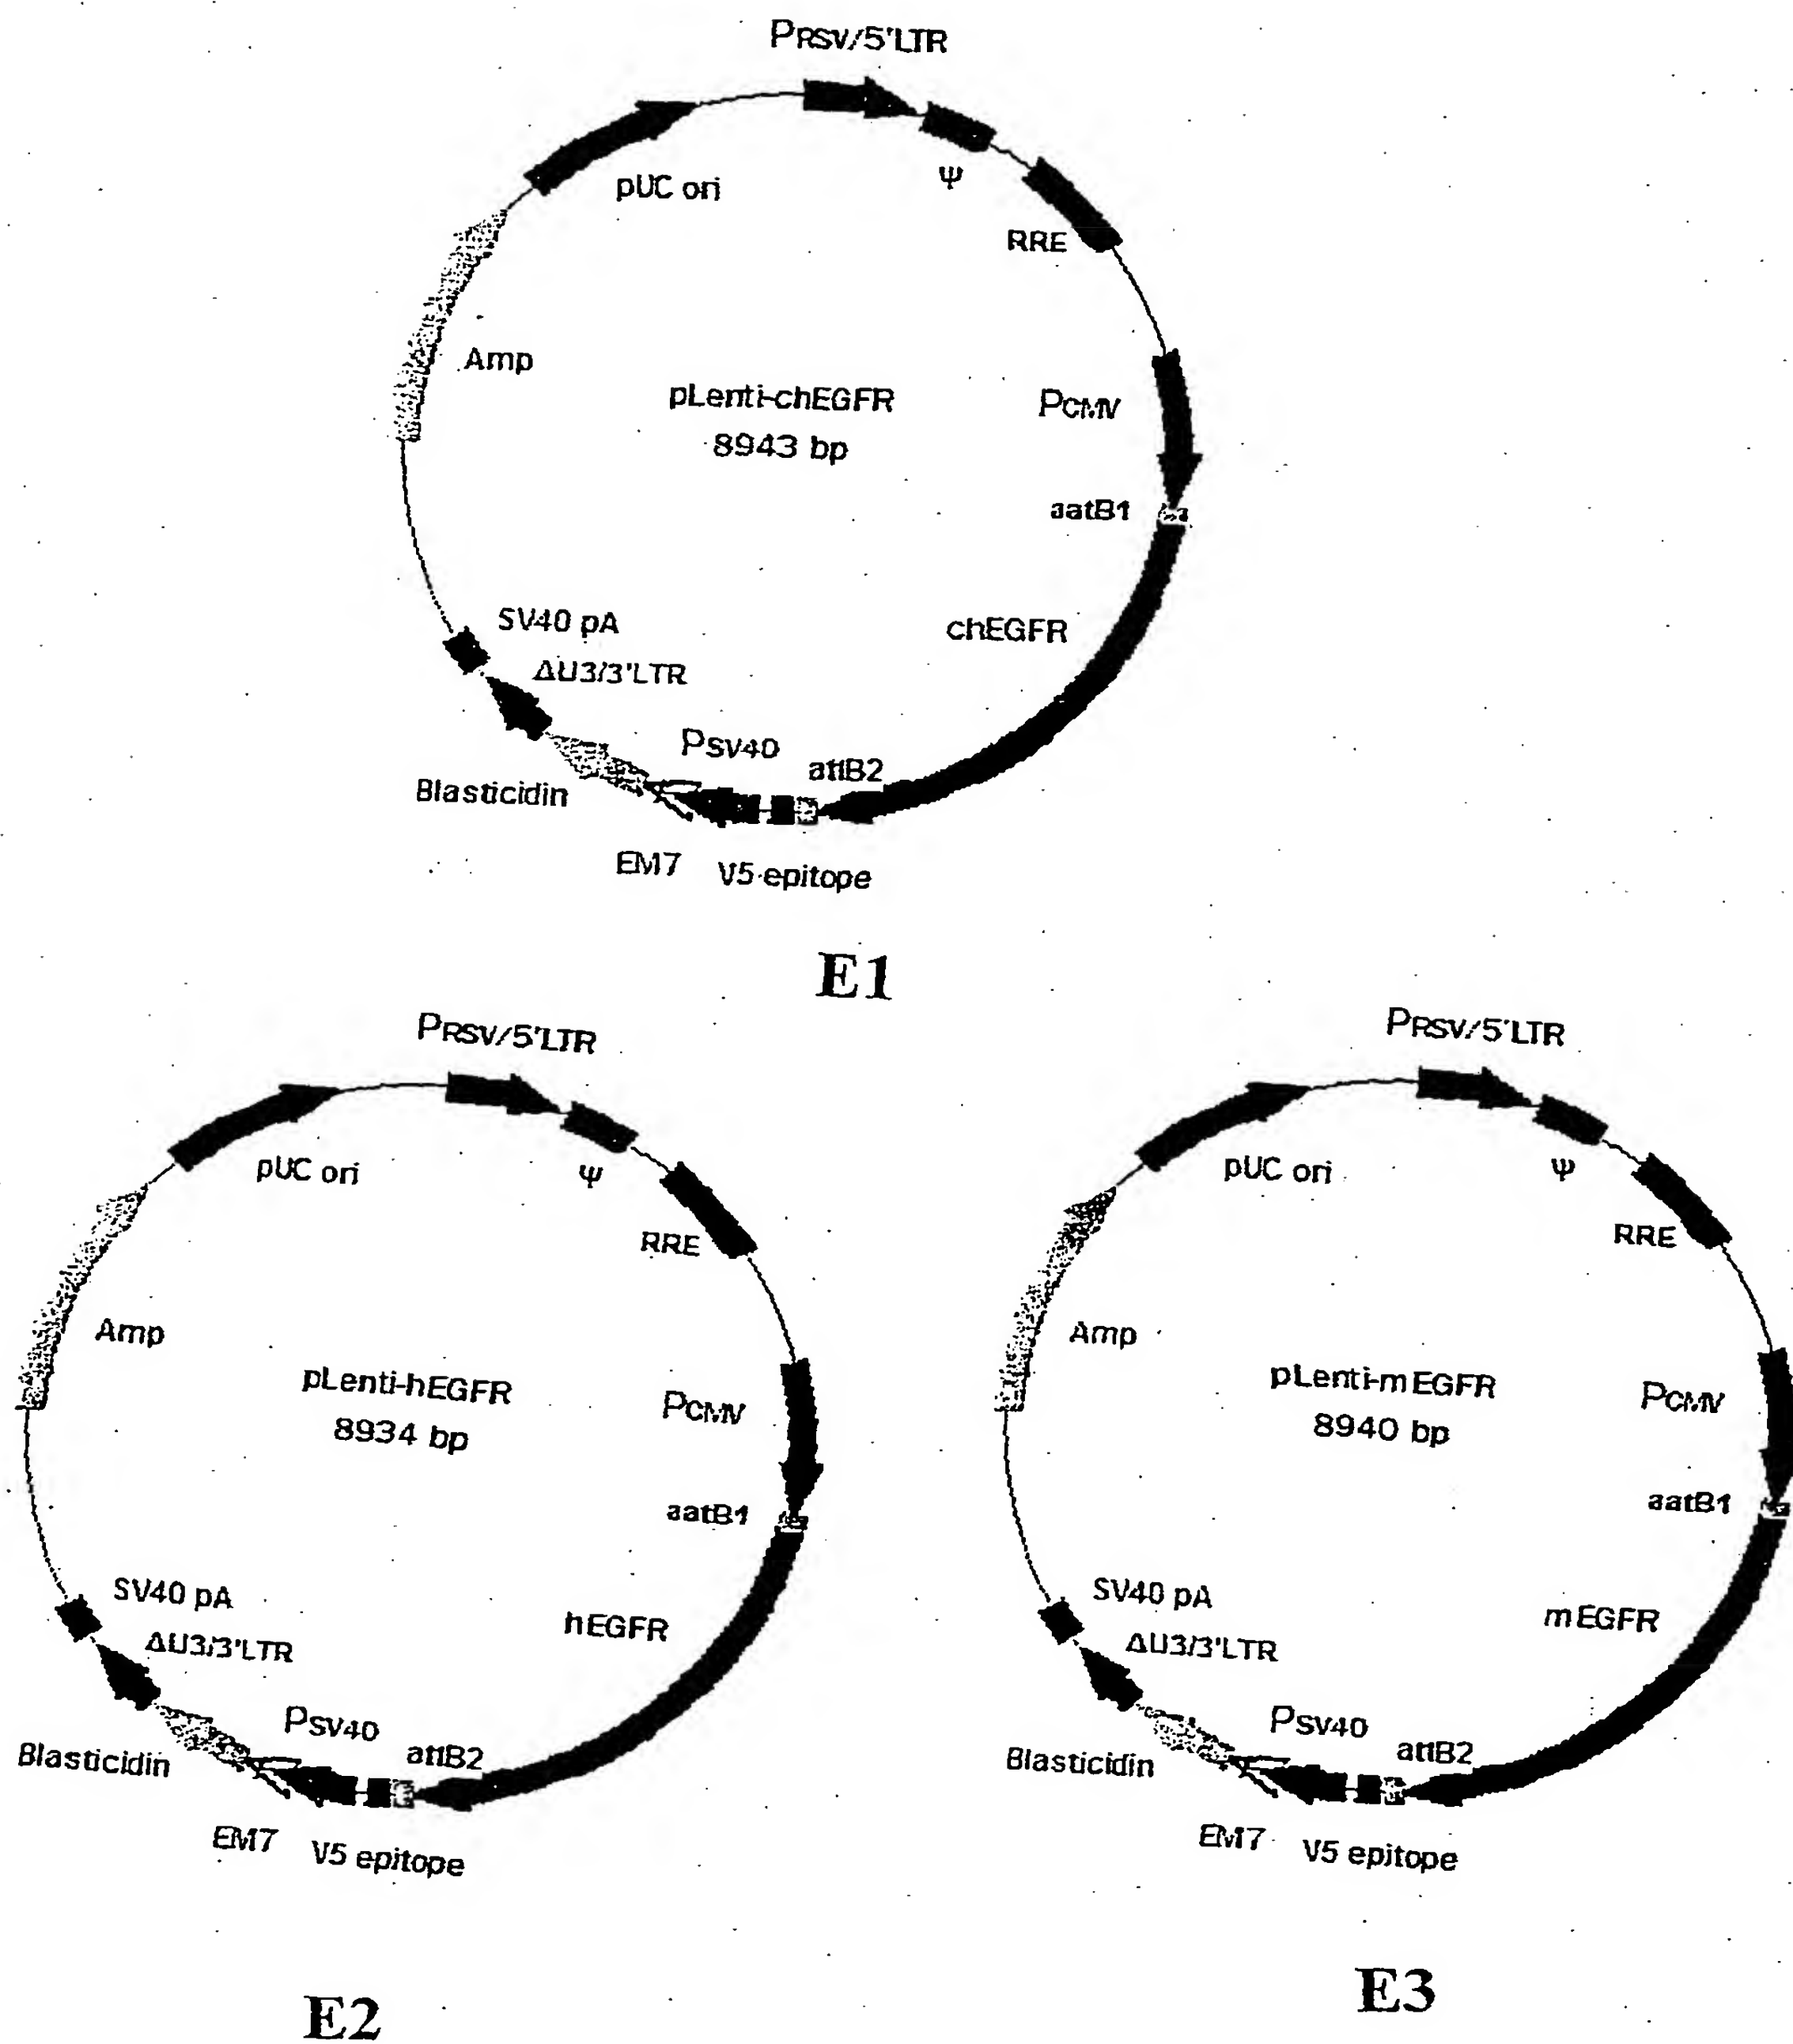 PRSV/5'LTR
pUC ori
Ψ
RRE
Amp
pLenti-chEGFR
8943 bp
PCMV
aatB1
chEGFR
SV40 pA
ΔU3/3'LTR
PSV40
attB2
Blasticidin
EM7
V5 epitope
E1
PRSV/5'LTR
pUC ori
Ψ
RRE
Amp
pLenti-hEGFR
8934 bp
PCMV
aatB1
hEGFR
SV40 pA
ΔU3/3'LTR
PSV40
attB2
Blasticidin
EM7
V5 epitope
E2
PRSV/5'LTR
pUC ori
Ψ
RRE
Amp
pLenti-mEGFR
8940 bp
PCMV
aatB1
mEGFR
SV40 pA
ΔU3/3'LTR
PSV40
attB2
Blasticidin
EM7
V5 epitope
E3